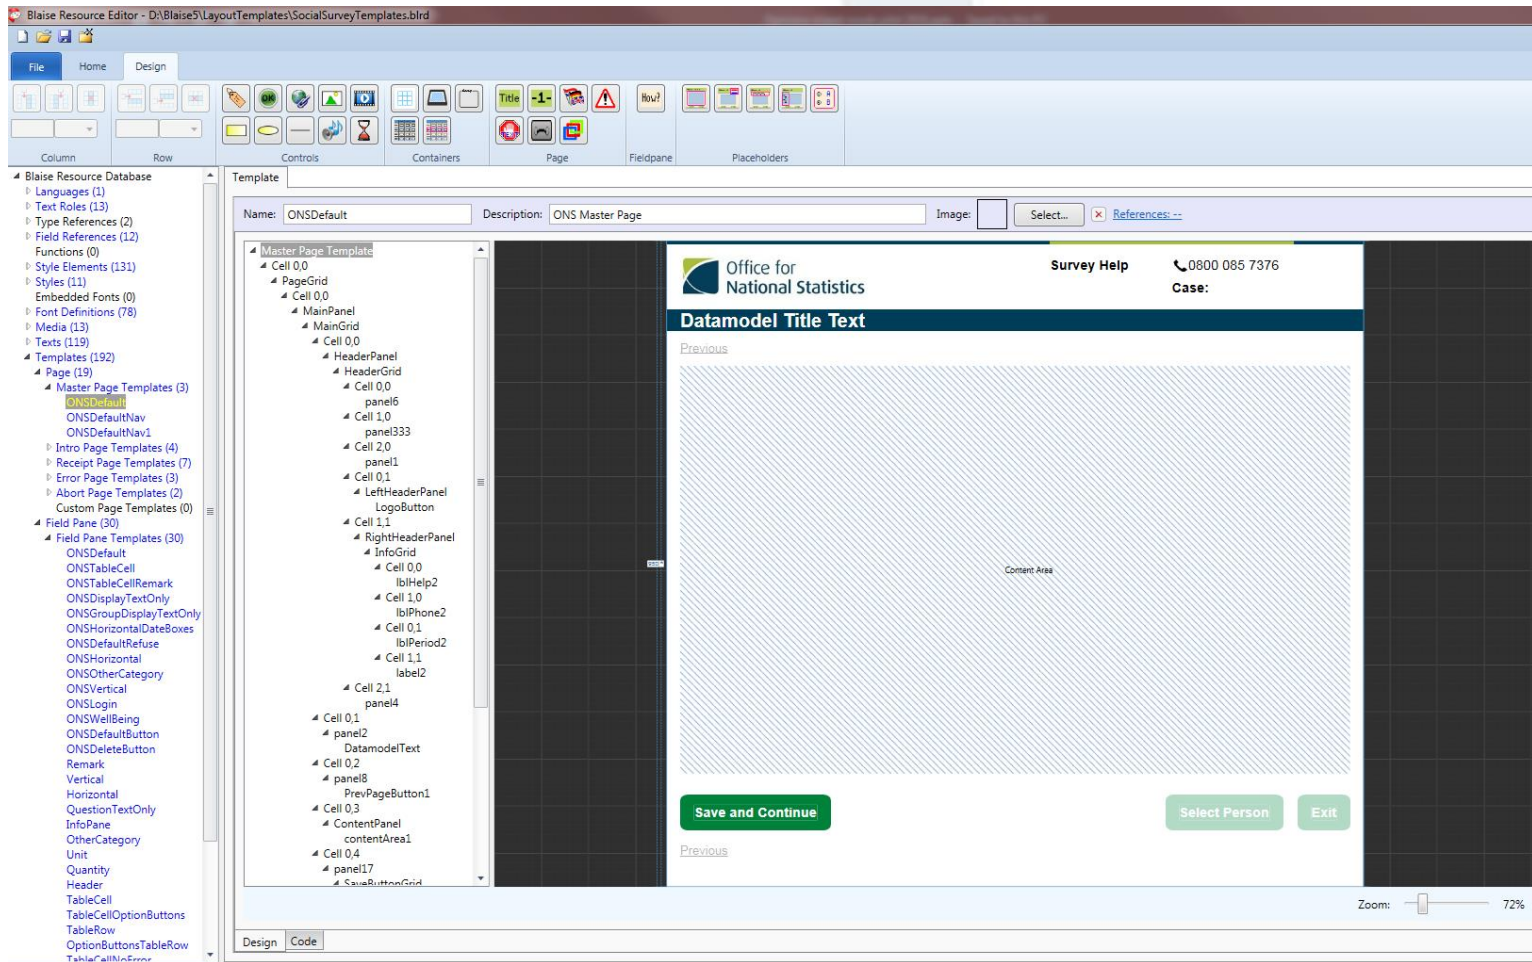 Blaise Resource Editor - D:\Blaise5\LayoutTemplates\SocialSurveyTemplates.blrd
File Home Design
OK Title -1- How?
Column Row Controls Containers Page Fieldpane Placeholders
Blaise Resource Database
Languages (1)
Text Roles (13)
Type References (2)
Field References (12)
Functions (0)
Style Elements (131)
Styles (11)
Embedded Fonts (0)
Font Definitions (78)
Media (13)
Texts (119)
Templates (192)
Page (19)
Master Page Templates (3)
ONSDefault
ONSDefaultNav
ONSDefaultNav1
Intro Page Templates (4)
Receipt Page Templates (7)
Error Page Templates (3)
Abort Page Templates (2)
Custom Page Templates (0)
Field Pane (30)
Field Pane Templates (30)
ONSDefault
ONSTableCell
ONSTableCellRemark
ONSDisplayTextOnly
ONSGroupDisplayTextOnly
ONSHorizontalDateBoxes
ONSDefaultRefuse
ONSHorizontal
ONSOtherCategory
ONSVertical
ONSLogin
ONSWellBeing
ONSDefaultButton
ONSDeleteButton
Remark
Vertical
Horizontal
QuestionTextOnly
InfoPane
OtherCategory
Unit
Quantity
Header
TableCell
TableCellOptionButtons
TableRow
OptionButtonsTableRow
TableCellNoError
Template
Name: ONSDefault Description: ONS Master Page Image: Select... References: --
Master Page Template
Cell 0,0
PageGrid
Cell 0,0
MainPanel
MainGrid
Cell 0,0
HeaderPanel
HeaderGrid
Cell 0,0
panel6
Cell 1,0
panel333
Cell 2,0
panel1
Cell 0,1
LeftHeaderPanel
LogoButton
Cell 1,1
RightHeaderPanel
InfoGrid
Cell 0,0
lblHelp2
Cell 1,0
lblPhone2
Cell 0,1
lblPeriod2
Cell 1,1
label2
Cell 2,1
panel4
Cell 0,1
panel2
DatamodelText
Cell 0,2
panel8
PrevPageButton1
Cell 0,3
ContentPanel
contentArea1
Cell 0,4
panel17
SaveButtonGrid
Office for
National Statistics
Survey Help 0800 085 7376
Case:
Datamodel Title Text
Previous
Content Area
Save and Continue Select Person Exit
Previous
Zoom: 72%
Design Code